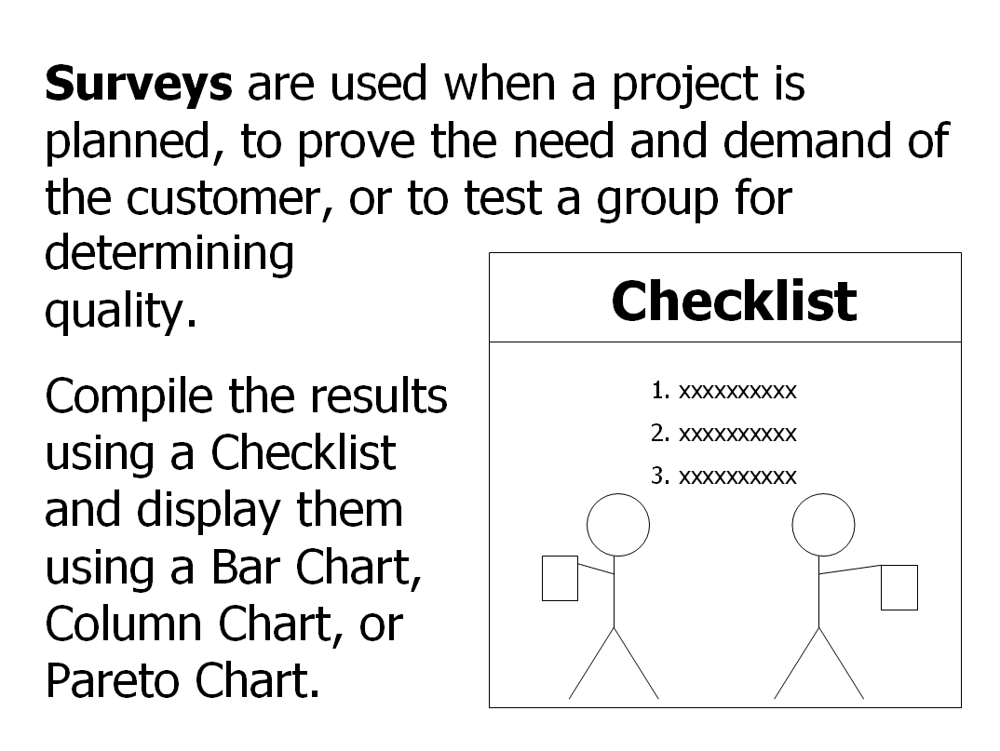 Surveys are used when a project is
planned, to prove the need and demand of
the customer, or to test a group for
determining
quality.
Compile the results
using a Checklist
and display them
using a Bar Chart,
Column Chart, or
Pareto Chart.
Checklist
1. xxxxxxxxxx
2. xxxxxxxxxx
3. xxxxxxxxxx